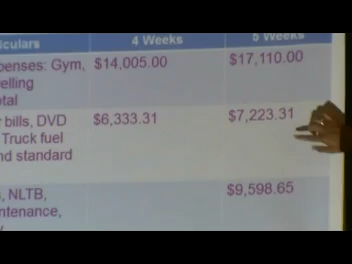 iculars 4 Weeks 5 Weeks
penses: Gym, $14,005.00 $17,110.00
elling
otal
r bills, DVD $6,333.31 $7,223.31
Truck fuel
nd standard
, NLTB, $9,598.65
ntenance,